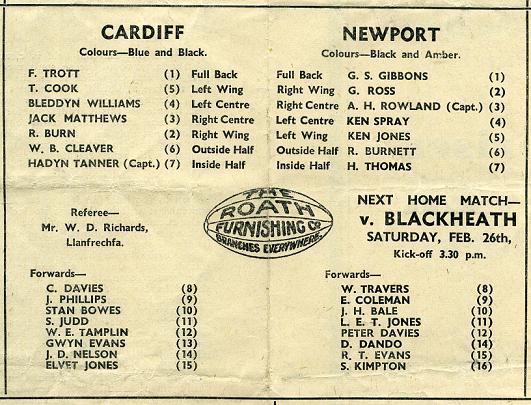 CARDIFF
Colours—Blue and Black.
F. TROTT (1) Full Back
T. COOK (5) Left Wing
BLEDDYN WILLIAMS (4) Left Centre
JACK MATTHEWS (3) Right Centre
R. BURN (2) Right Wing
W. B. CLEAVER (6) Outside Half
HADYN TANNER (Capt.) (7) Inside Half
NEWPORT
Colours—Black and Amber.
Full Back G. S. GIBBONS (1)
Right Wing G. ROSS (2)
Right Centre A. H. ROWLAND (Capt.) (3)
Left Centre KEN SPRAY (4)
Left Wing KEN JONES (5)
Outside Half R. BURNETT (6)
Inside Half H. THOMAS (7)
Referee—
Mr. W. D. Richards,
Llanfrechfa.
THE
ROATH
FURNISHING CO
BRANCHES EVERYWHERE
NEXT HOME MATCH—
v. BLACKHEATH
SATURDAY, FEB. 26th,
Kick-off 3.30 p.m.
Forwards—
C. DAVIES (8)
J. PHILLIPS (9)
STAN BOWES (10)
S. JUDD (11)
W. E. TAMPLIN (12)
GWYN EVANS (13)
J. D. NELSON (14)
ELVET JONES (15)
Forwards—
W. TRAVERS (8)
E. COLEMAN (9)
J. H. BALE (10)
L. E. T. JONES (11)
PETER DAVIES (12)
D. DANDO (14)
R. T. EVANS (15)
S. KIMPTON (16)